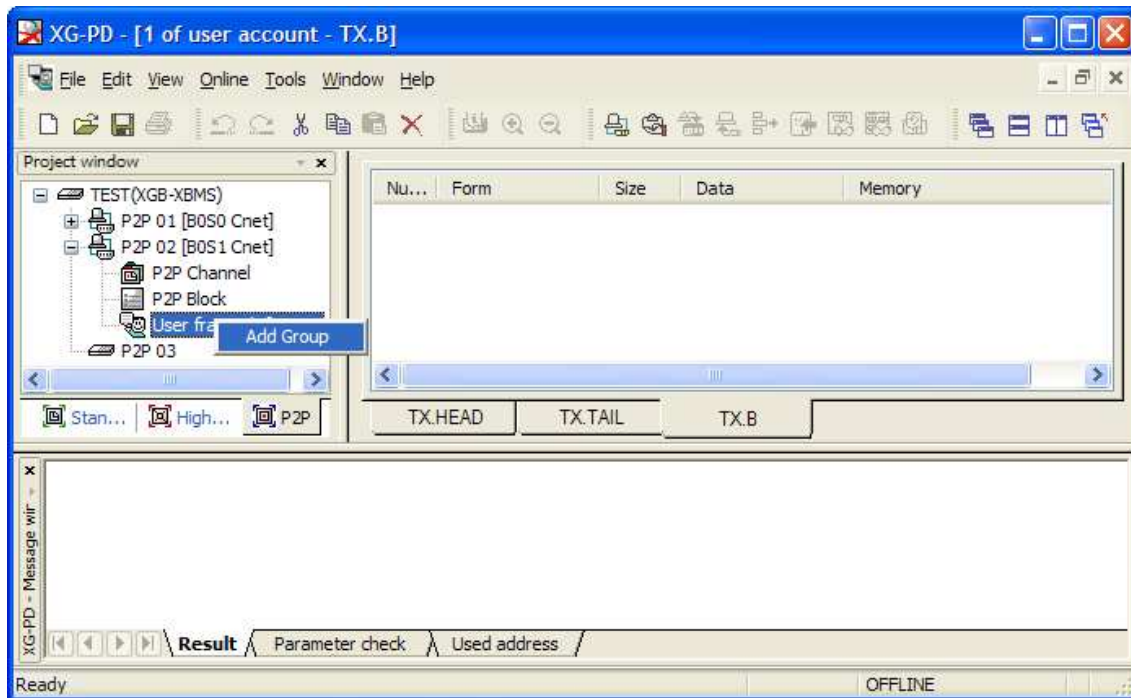 XG-PD - [1 of user account - TX.B]
File Edit View Online Tools Window Help
Project window
TEST(XGB-XBMS)
P2P 01 [B0S0 Cnet]
P2P 02 [B0S1 Cnet]
P2P Channel
P2P Block
User fra
Add Group
P2P 03
Stan... High... P2P
Nu... Form Size Data Memory
TX.HEAD TX.TAIL TX.B
XG-PD - Message wir
Result Parameter check Used address
Ready OFFLINE